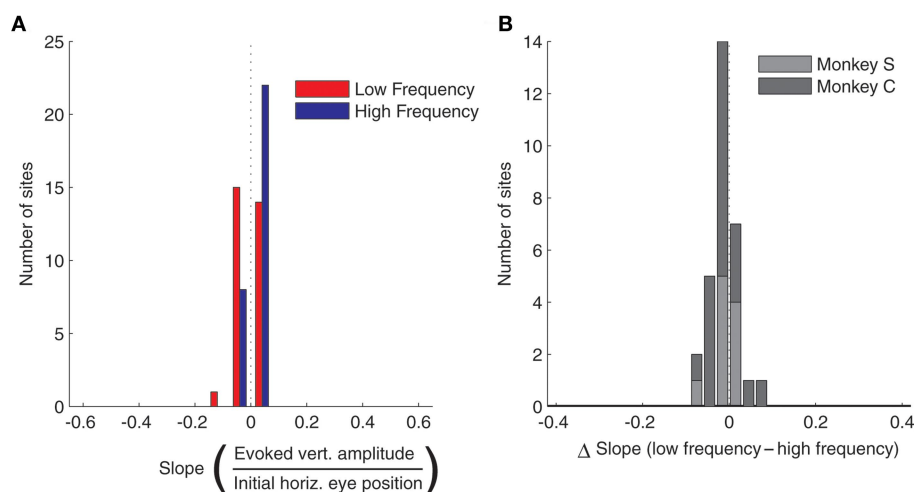 A
25
20
15
10
5
0
Number of sites
Low Frequency
High Frequency
-0.6 -0.4 -0.2 0 0.2 0.4 0.6
Slope ( Evoked vert. amplitude
Initial horiz. eye position )
B
14
12
10
8
6
4
2
0
Number of sites
Monkey S
Monkey C
-0.4 -0.2 0 0.2 0.4
Δ Slope (low frequency – high frequency)